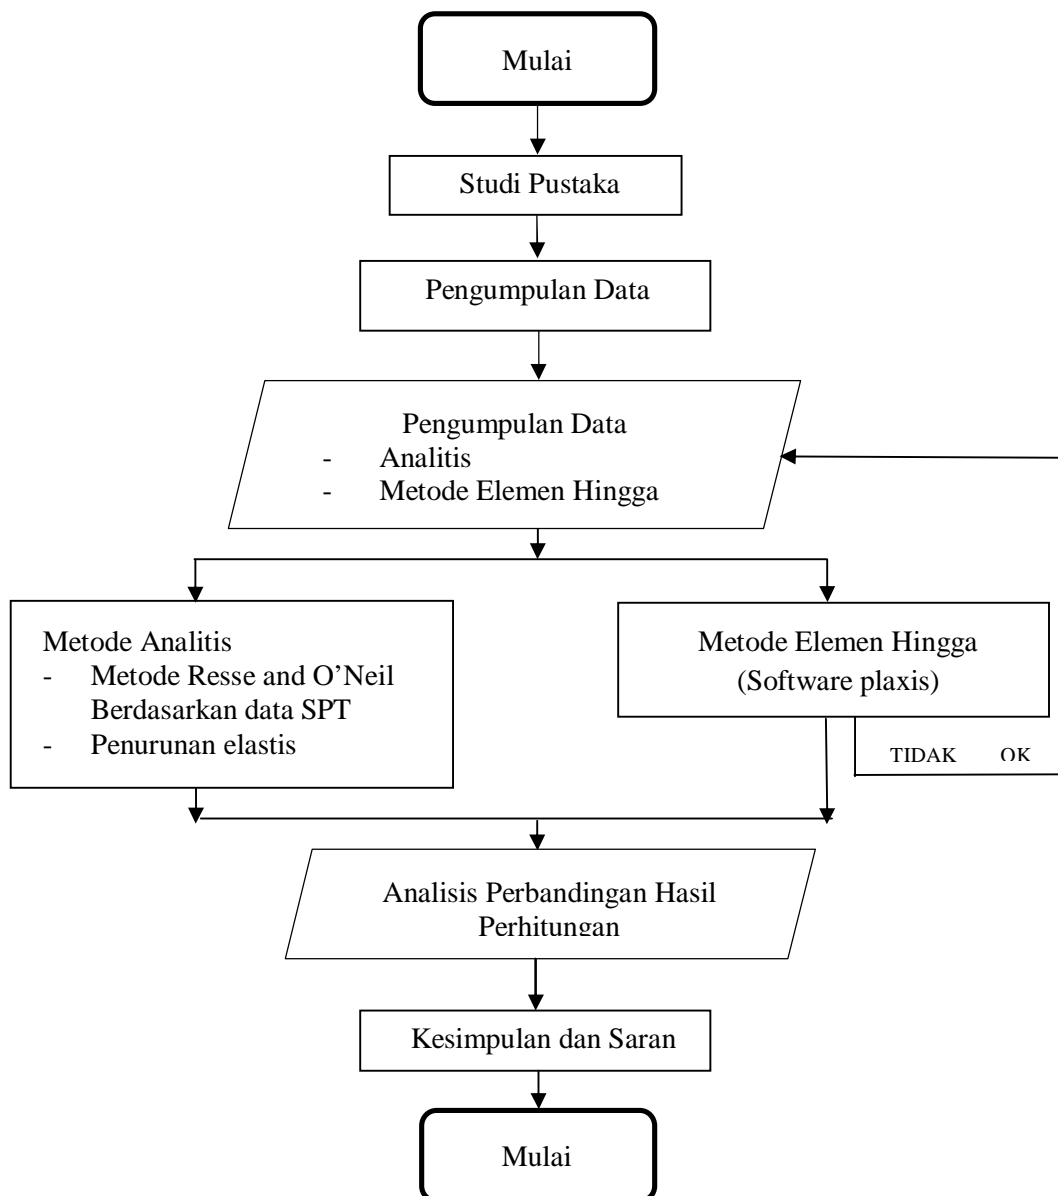 Mulai
Studi Pustaka
Pengumpulan Data
Pengumpulan Data
- Analitis
- Metode Elemen Hingga
Metode Analitis
- Metode Resse and O’Neil
Berdasarkan data SPT
- Penurunan elastis
Metode Elemen Hingga
(Software plaxis)
TIDAK OK
Analisis Perbandingan Hasil
Perhitungan
Kesimpulan dan Saran
Mulai